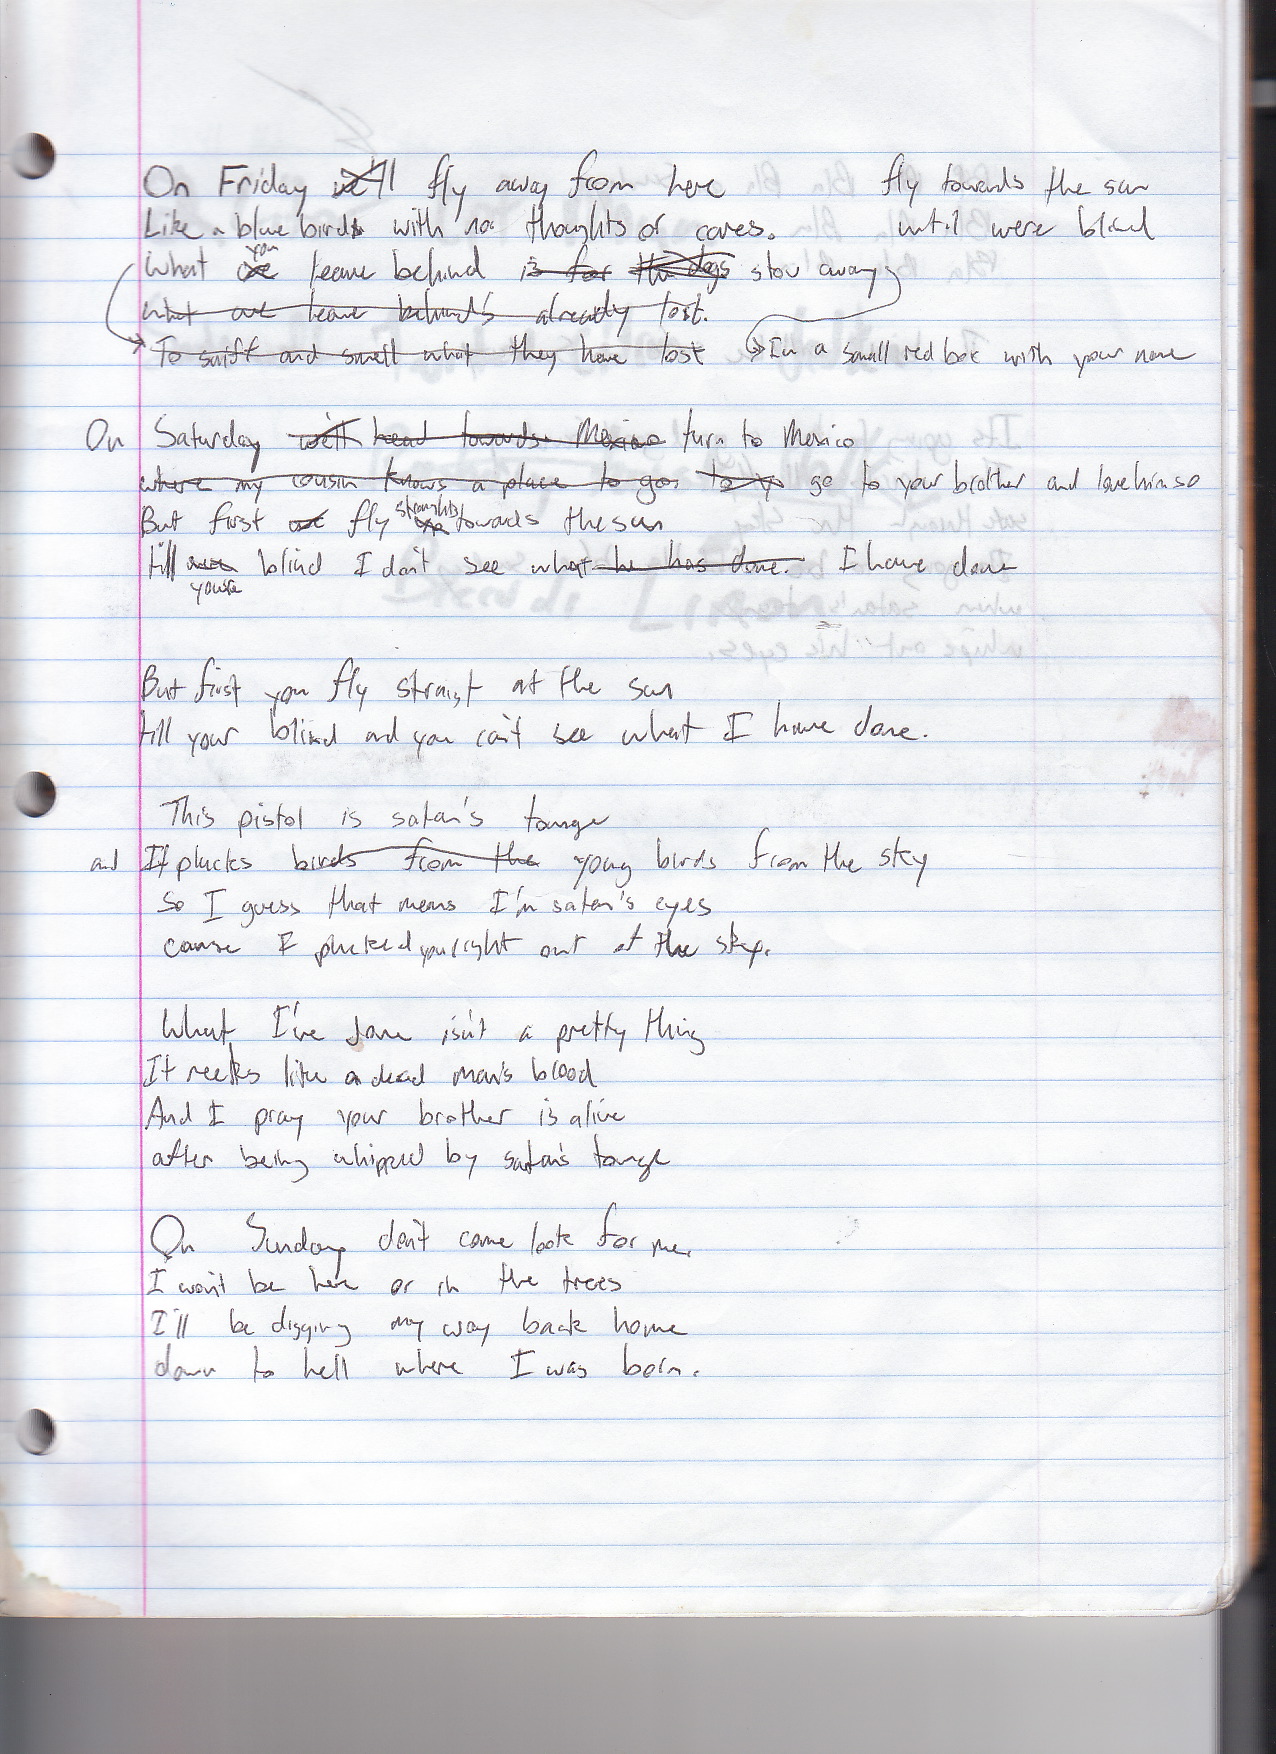 On Friday we'll fly away from here fly towards the sun
Like a blue birds with no thoughts or cares. until were blind
you
What we leave behind is for the dogs stow away
what we leave behind's already lost.
To sniff and smell what they have lost In a small red box with your name
On Saturday we'll head towards Mexico turn to Mexico
where my cousin knows a place to go. to go to your brother and love him so
But first we fly straight towards the sun
till blind I don't see what he has done. I have done
you're
But first you fly straigt at the sun
till your blind and you can't see what I have done.
This pistol is satan's tounge
and It plucks birds from the young birds from the sky
So I guess that means I'm satan's eyes
cause I plucked you right out of the sky.
What I've done isn't a pretty thing
It reeks like a dead man's blood
And I pray your brother is alive
after being whipped by satan's tounge
On Sunday don't come look for me.
I won't be here or in the trees
I'll be digging my way back home
down to hell where I was born.